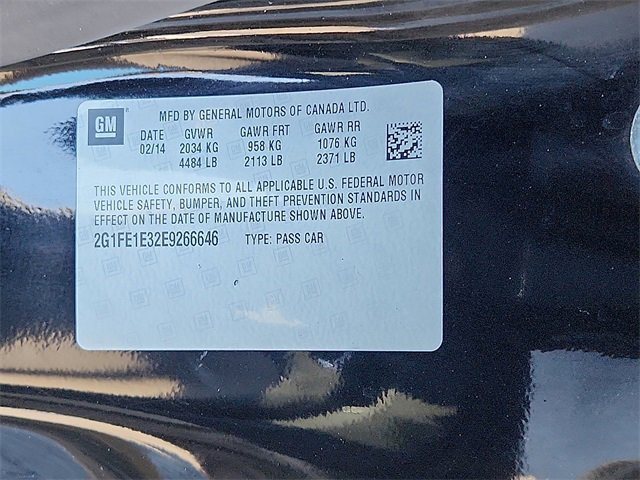 GM
MFD BY GENERAL MOTORS OF CANADA LTD.
DATE GVWR GAWR FRT GAWR RR
02/14 2034 KG 958 KG 1076 KG
4484 LB 2113 LB 2371 LB
THIS VEHICLE CONFORMS TO ALL APPLICABLE U.S. FEDERAL MOTOR
VEHICLE SAFETY, BUMPER, AND THEFT PREVENTION STANDARDS IN
EFFECT ON THE DATE OF MANUFACTURE SHOWN ABOVE.
2G1FE1E32E9266646 TYPE: PASS CAR